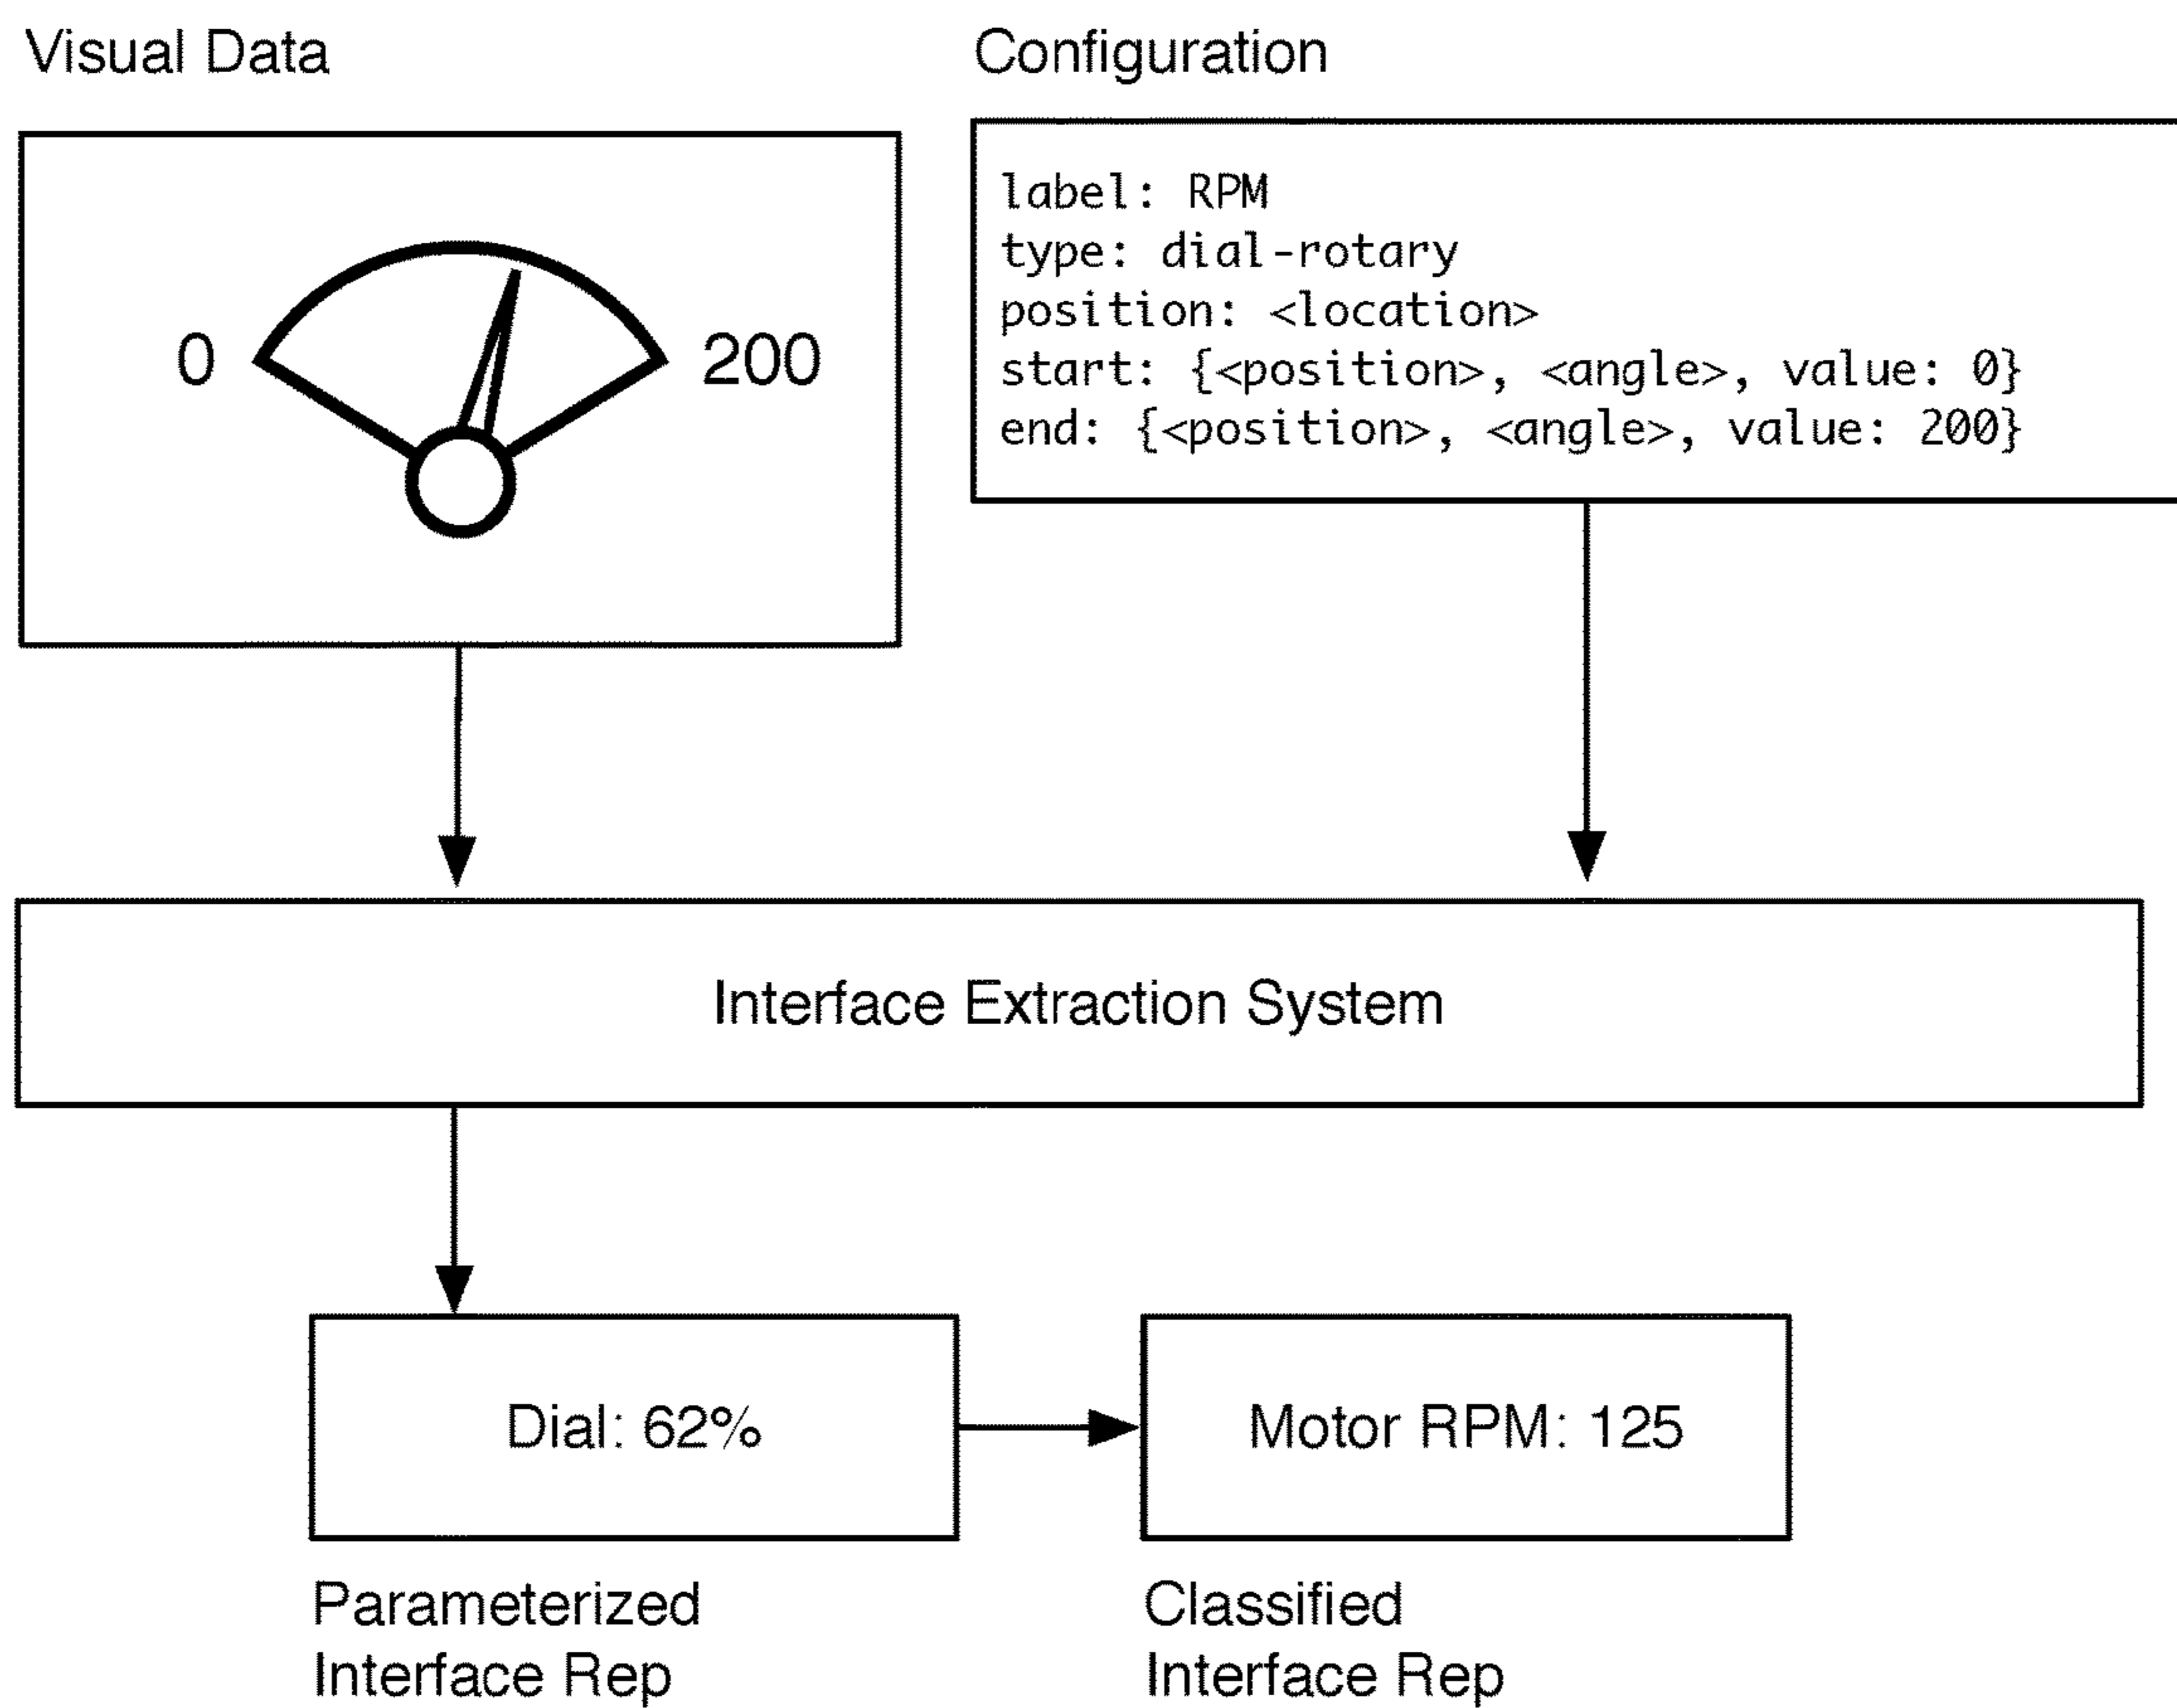 Visual Data
Configuration
0
200
label: RPM
type: dial-rotary
position: <location>
start: {<position>, <angle>, value: 0}
end: {<position>, <angle>, value: 200}
Interface Extraction System
Dial: 62%
Motor RPM: 125
Parameterized
Interface Rep
Classified
Interface Rep